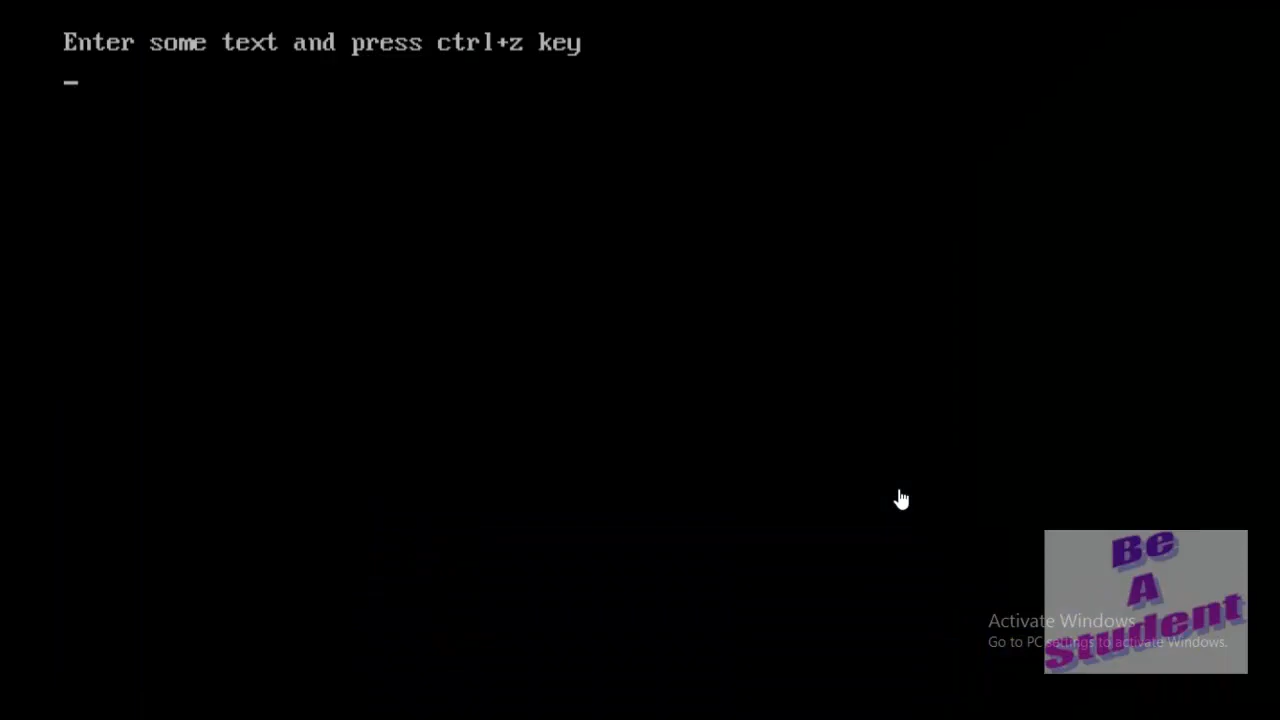 Enter some text and press ctrl+z key
Be
A
Student
Activate Windows
Go to PC settings to activate Windows.